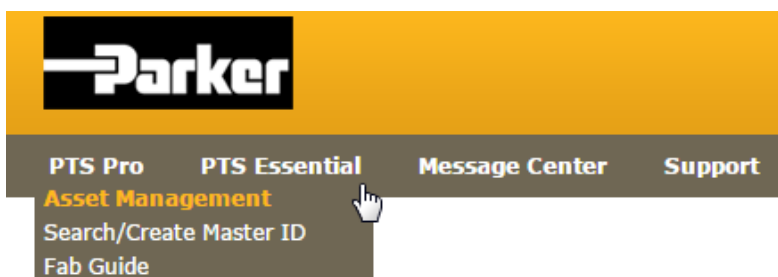 Parker
PTS Pro PTS Essential Message Center Support
Asset Management
Search/Create Master ID
Fab Guide